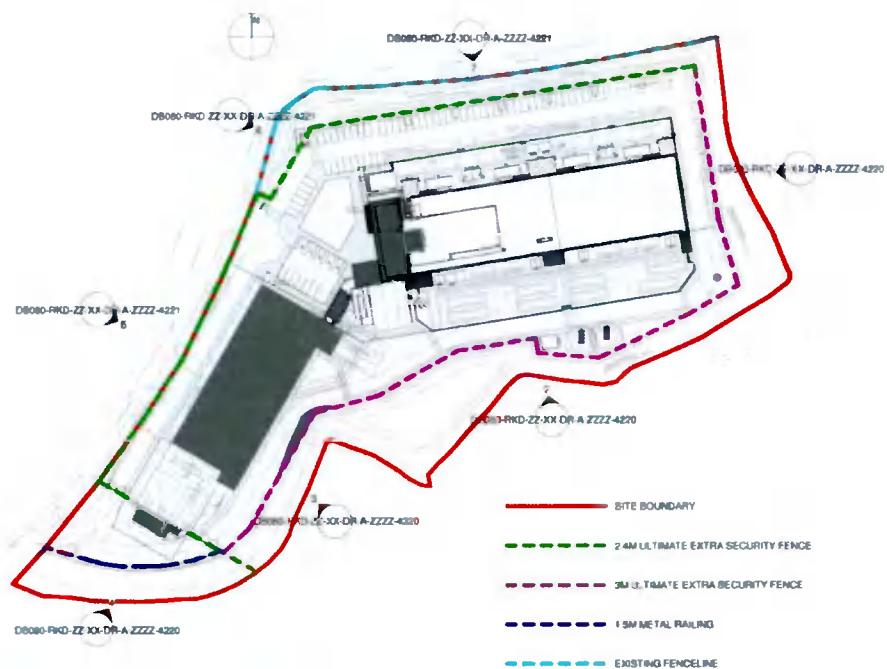 DB080-RKD-ZZ-XX-DR-A-ZZZZ-4221
DB080-RKD-ZZ-XX-DR-A-ZZZZ-4221
DB080-RKD-ZZ-XX-DR-A-ZZZZ-4220
DB080-RKD-ZZ-XX-DR-A-ZZZZ-4221
5
DB080-RKD-ZZ-XX-DR-A-ZZZZ-4220
DB080-RKD-ZZ-XX-DR-A-ZZZZ-4220
DB080-RKD-ZZ-XX-DR-A-ZZZZ-4220
SITE BOUNDARY
2.4M ULTIMATE EXTRA SECURITY FENCE
3M ULTIMATE EXTRA SECURITY FENCE
1.5M METAL RAILING
EXISTING FENCELINE